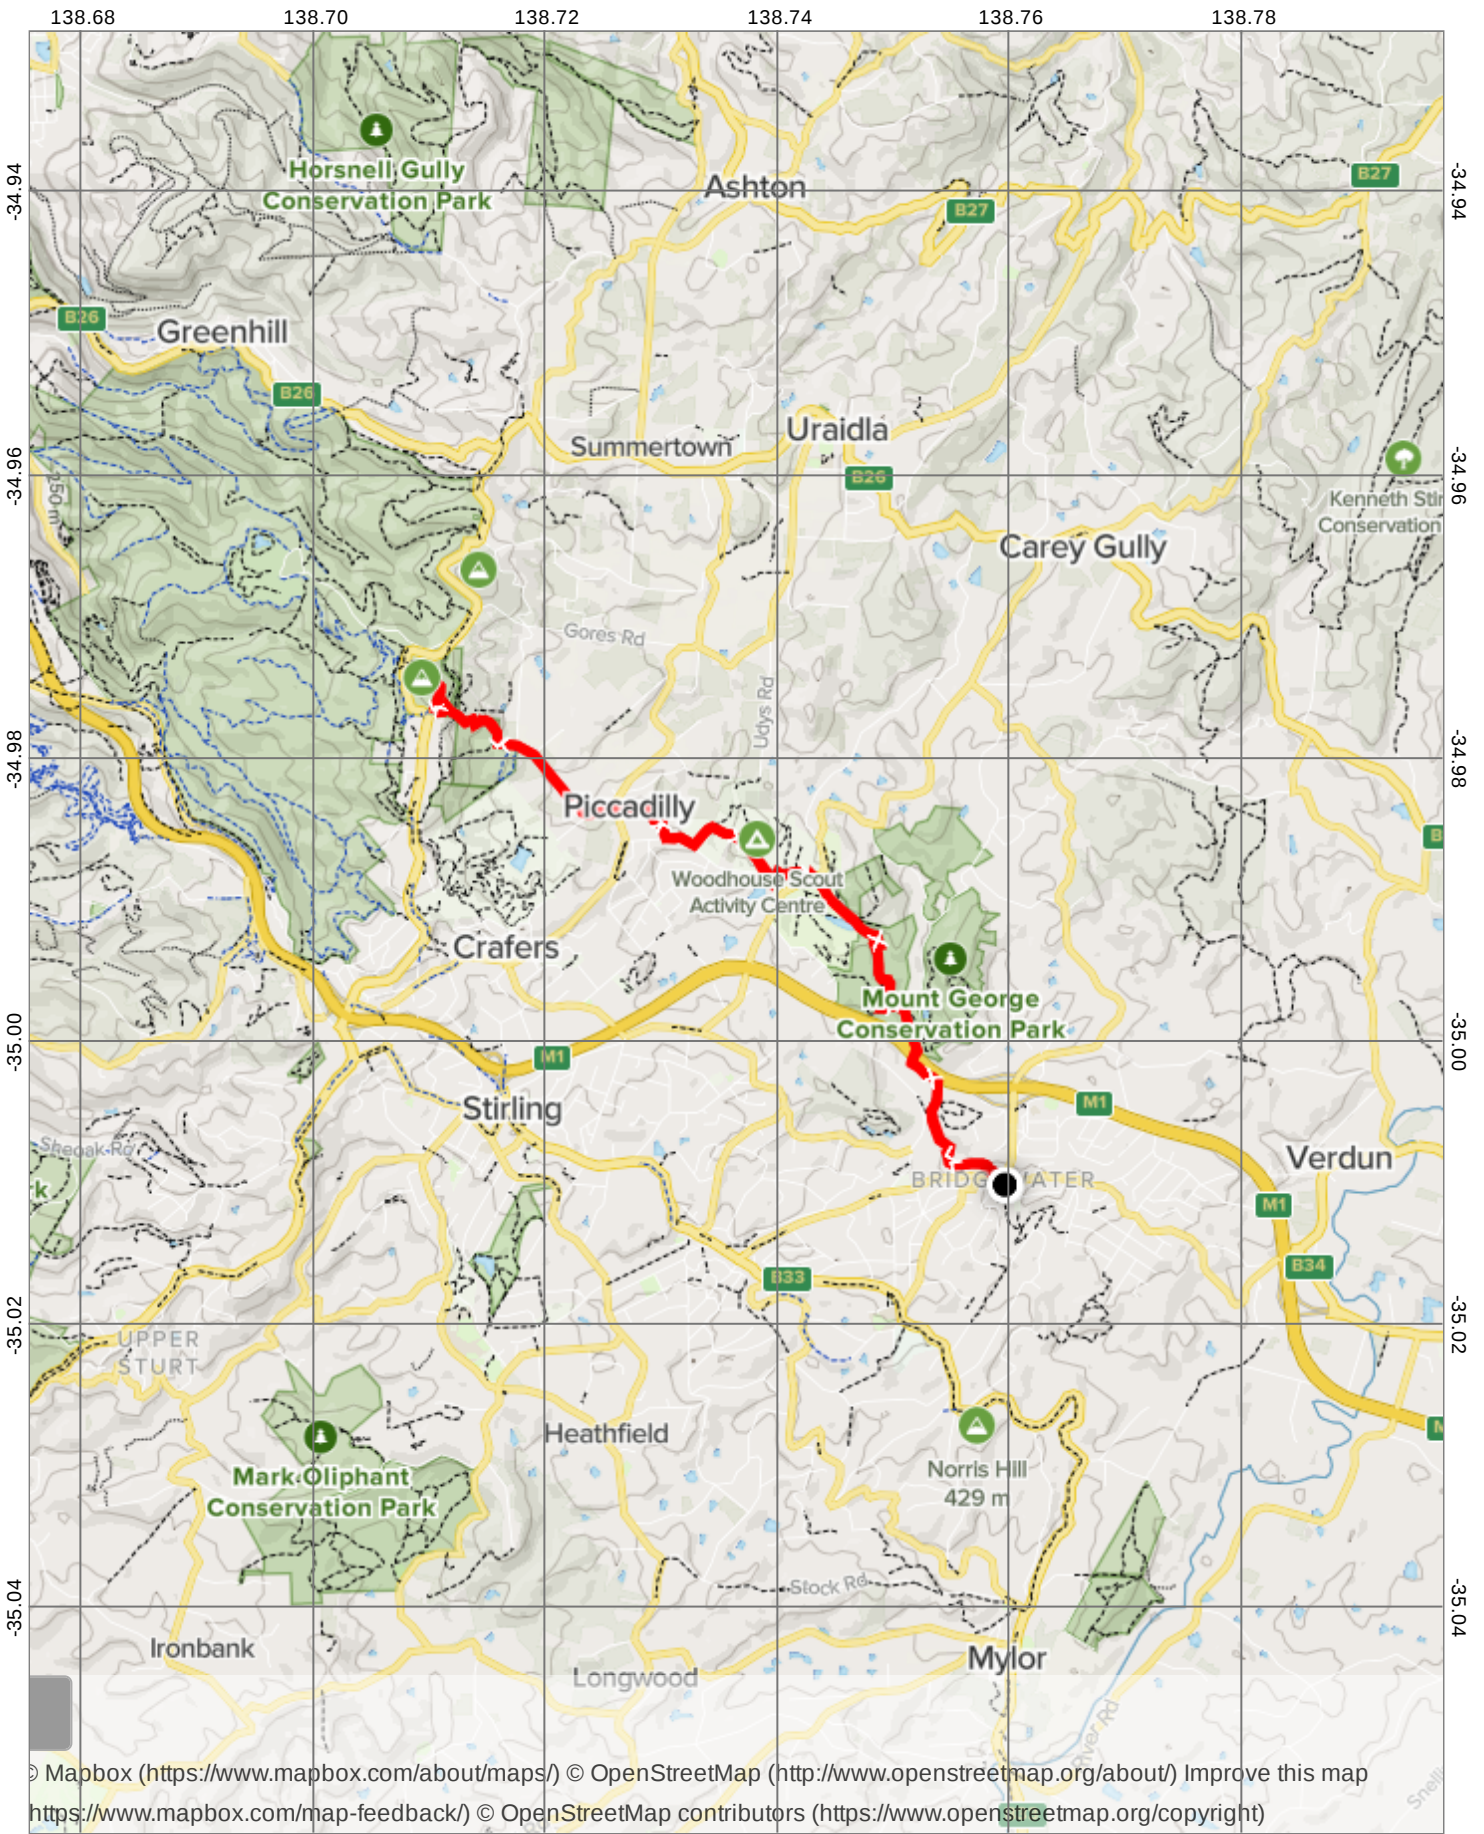 138.68 138.70 138.72 138.74 138.76 138.78
-34.94
-34.94
B27
Horsnell Gully
Conservation Park
Ashton
B27
B26
Greenhill
B26
Uraidla
Summertown
-34.96
-34.96
B26
250 m
Kenneth Stir
Conservation
Carey Gully
Gores Rd
Udys Rd
-34.98
-34.98
Piccadilly
B
Woodhouse Scout
Activity Centre
Crafers
Mount George
Conservation Park
-35.00
-35.00
M1
M1
Stirling
Sheoak Rd
Verdun
k
BRIDG WATER
M1
B33
B34
-35.02
-35.02
UPPER
STURT
Heathfield
M
Mark Oliphant
Conservation Park
Norris Hill
429 m
Stock Rd
-35.04
-35.04
Ironbank
Mylor
Longwood
River Rd
© Mapbox (https://www.mapbox.com/about/maps/) © OpenStreetMap (http://www.openstreetmap.org/about/) Improve this map
https://www.mapbox.com/map-feedback/) © OpenStreetMap contributors (https://www.openstreetmap.org/copyright)